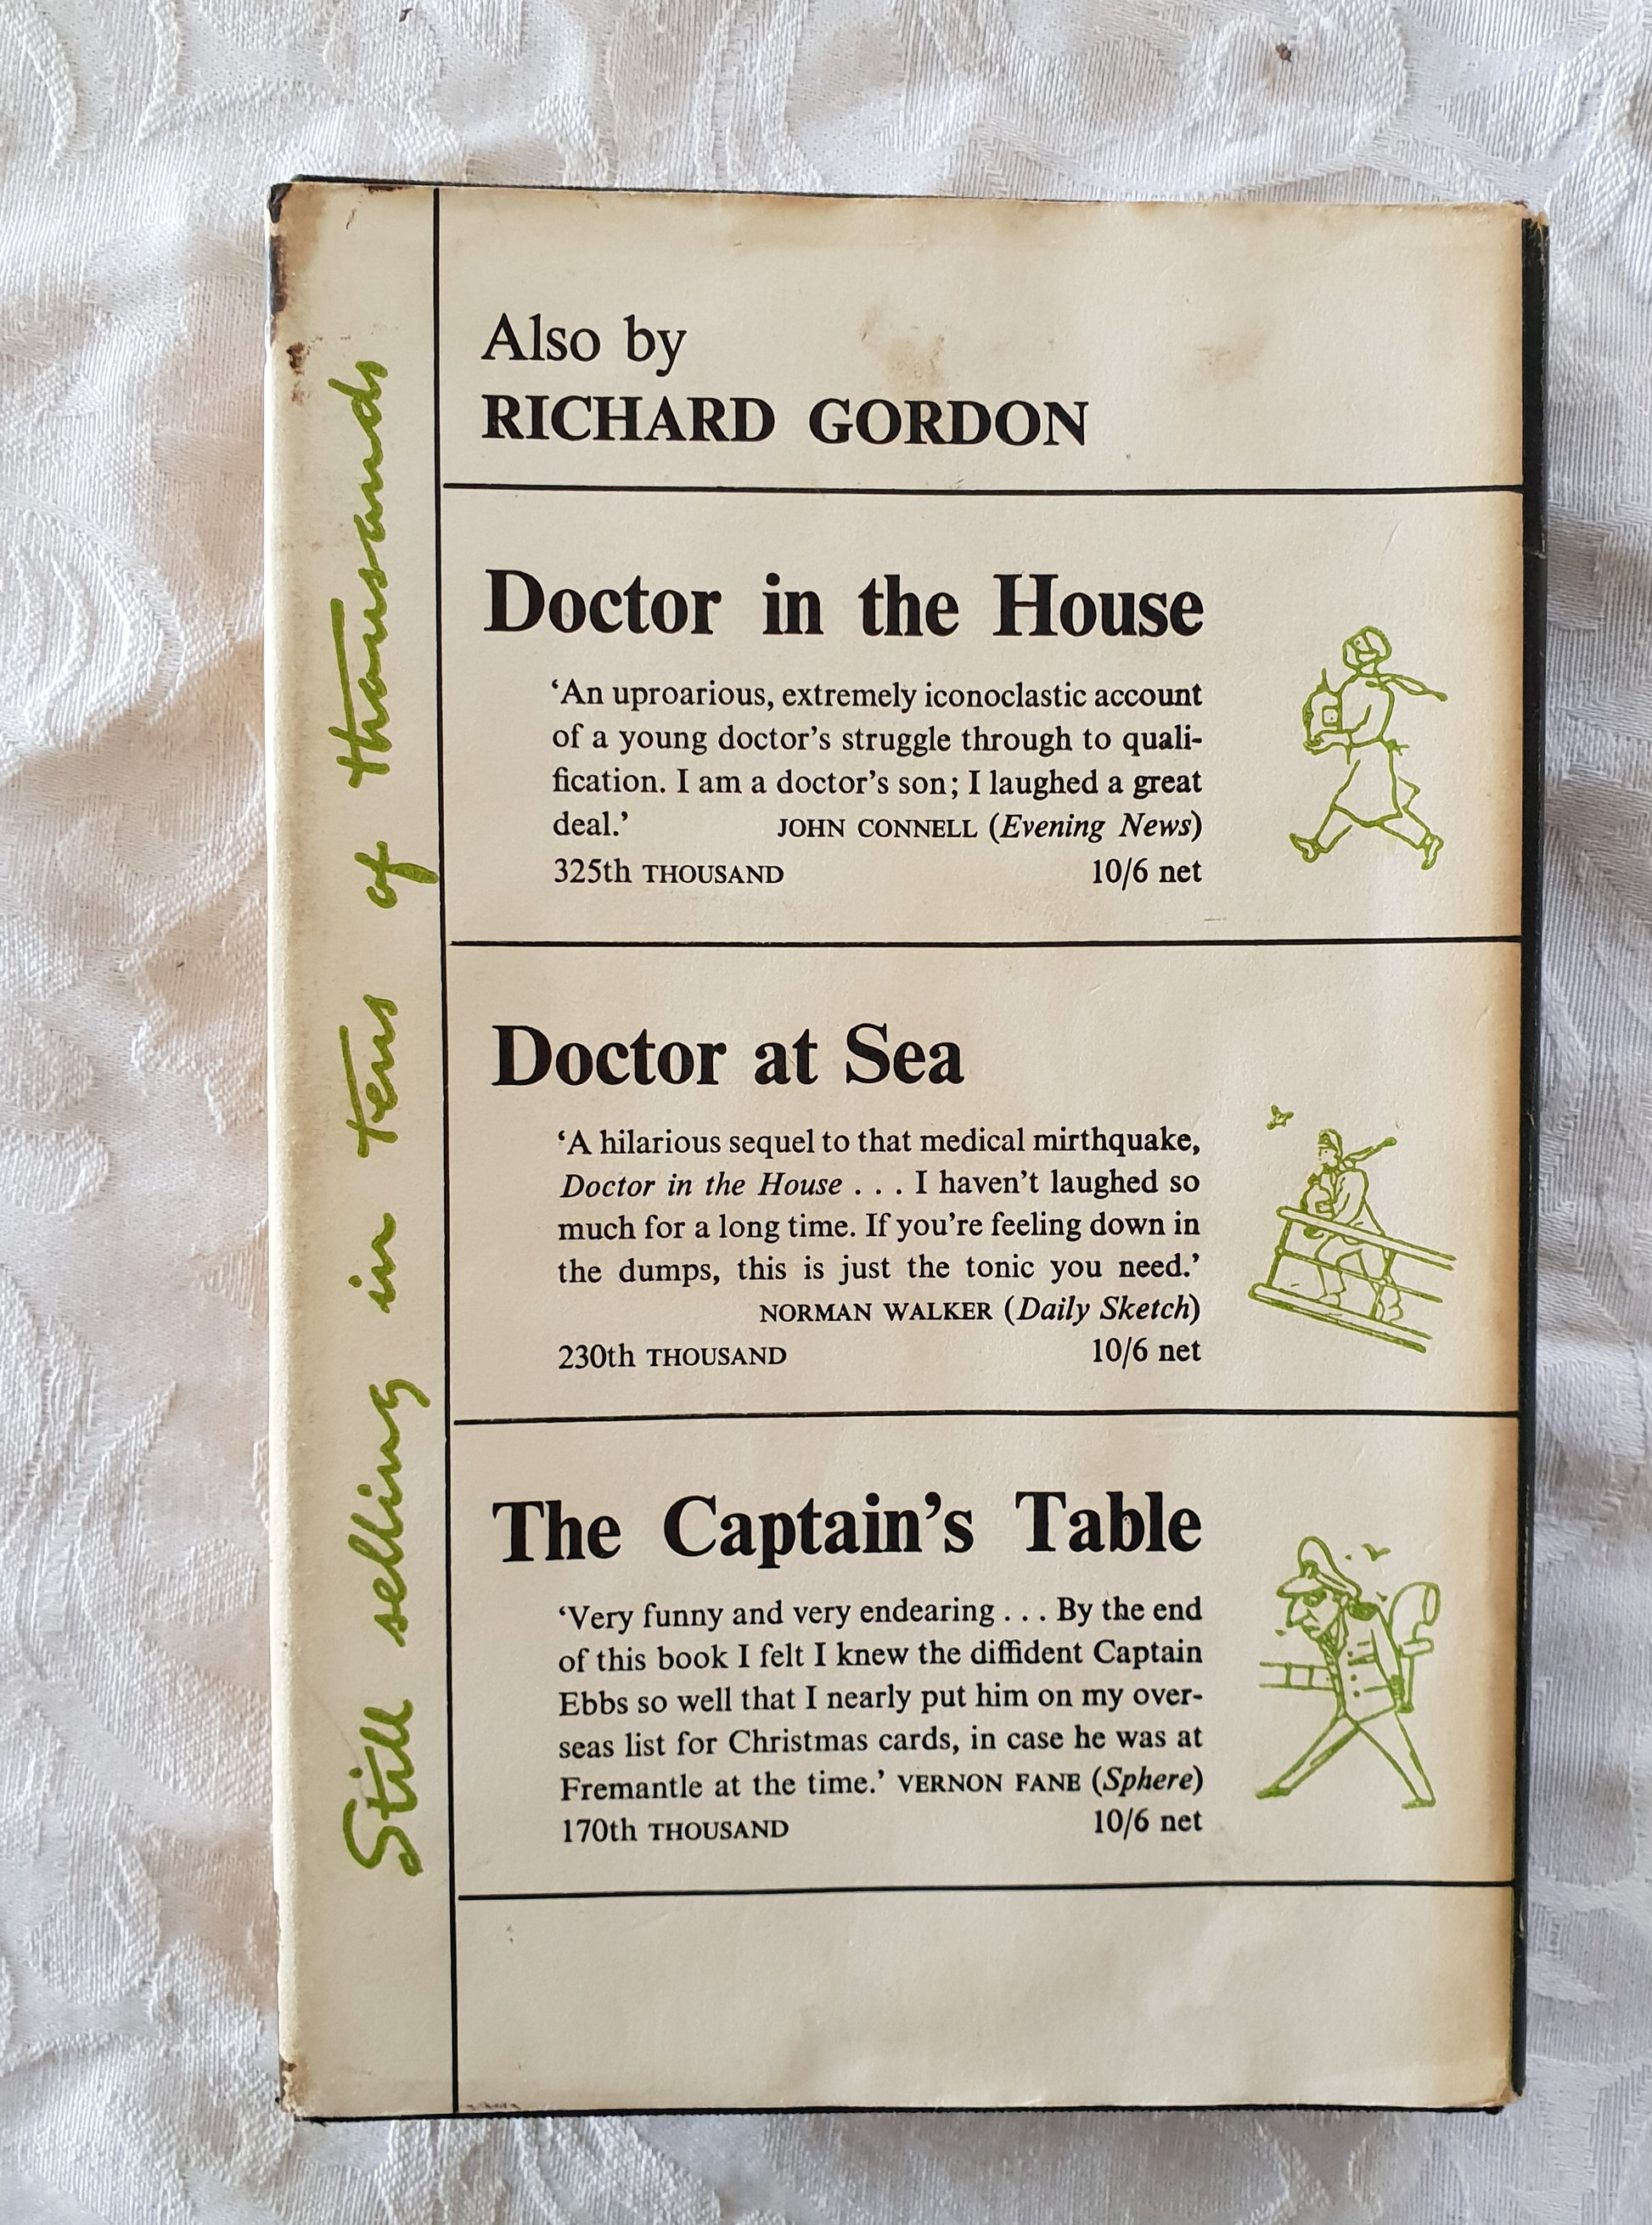 Still selling in tens of thousands
Also by
RICHARD GORDON
Doctor in the House
‘An uproarious, extremely iconoclastic account
of a young doctor’s struggle through to quali-
fication. I am a doctor’s son; I laughed a great
deal.’ JOHN CONNELL (Evening News)
325th THOUSAND 10/6 net
Doctor at Sea
‘A hilarious sequel to that medical mirthquake,
Doctor in the House . . . I haven’t laughed so
much for a long time. If you’re feeling down in
the dumps, this is just the tonic you need.’
NORMAN WALKER (Daily Sketch)
230th THOUSAND 10/6 net
The Captain’s Table
‘Very funny and very endearing . . . By the end
of this book I felt I knew the diffident Captain
Ebbs so well that I nearly put him on my over-
seas list for Christmas cards, in case he was at
Fremantle at the time.’ VERNON FANE (Sphere)
170th THOUSAND 10/6 net